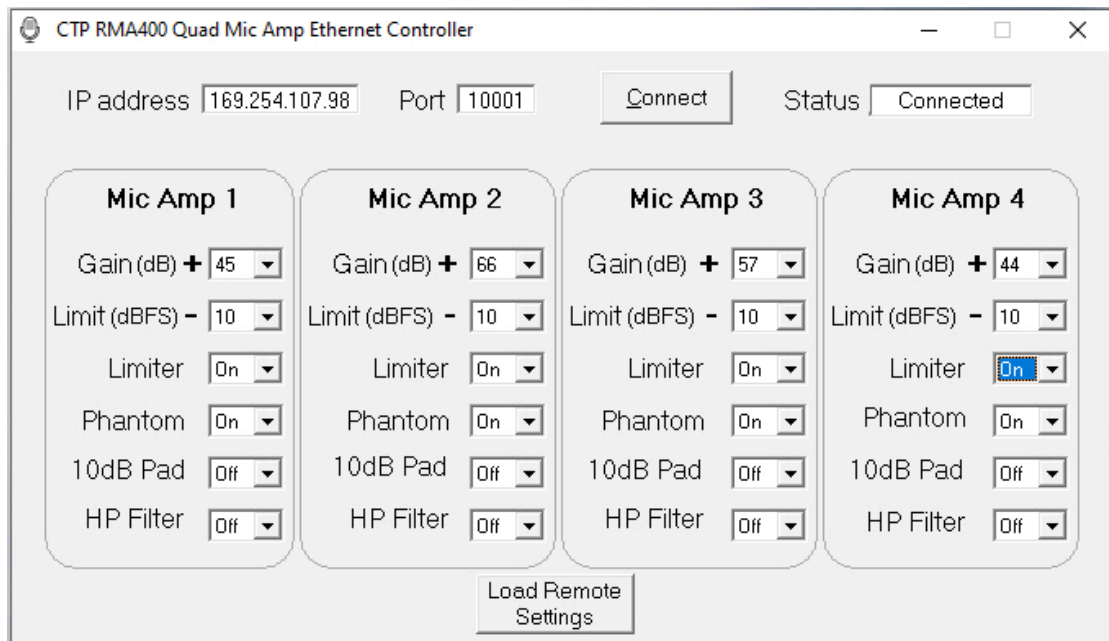 CTP RMA400 Quad Mic Amp Ethernet Controller
IP address 169.254.107.98 Port 10001 Connect Status Connected
Mic Amp 1 Mic Amp 2 Mic Amp 3 Mic Amp 4
Gain (dB) + 45 Gain (dB) + 66 Gain (dB) + 57 Gain (dB) + 44
Limit (dBFS) - 10 Limit (dBFS) - 10 Limit (dBFS) - 10 Limit (dBFS) - 10
Limiter On Limiter On Limiter On Limiter On
Phantom On Phantom On Phantom On Phantom On
10dB Pad Off 10dB Pad Off 10dB Pad Off 10dB Pad Off
HP Filter Off HP Filter Off HP Filter Off HP Filter Off
Load Remote
Settings